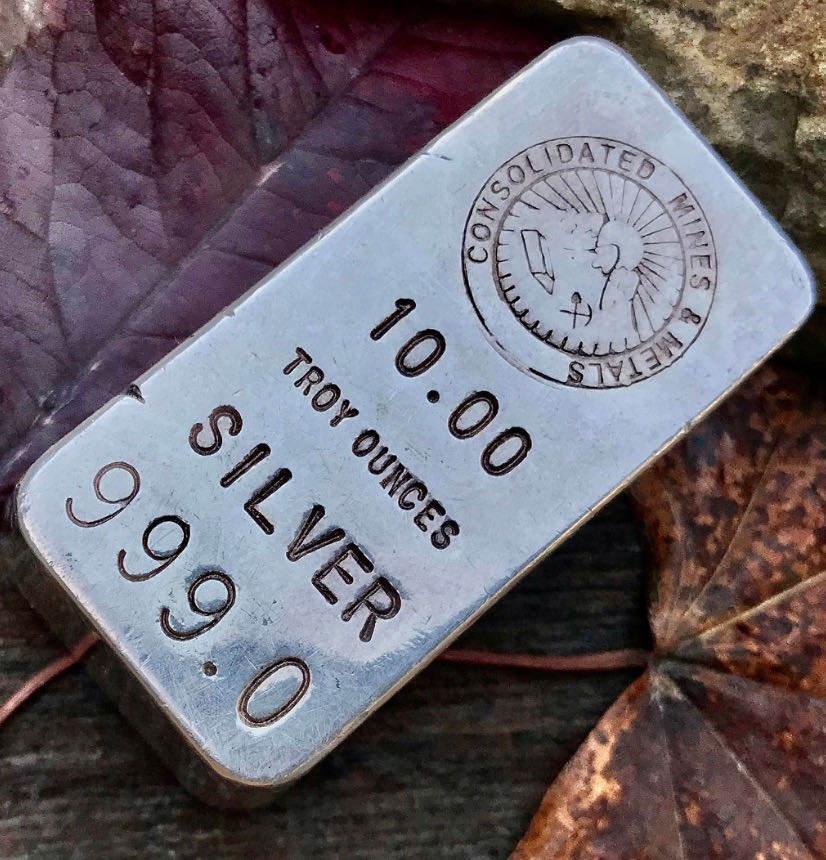 CONSOLIDATED MINES & METALS
10.00
TROY OUNCES
SILVER
999.0